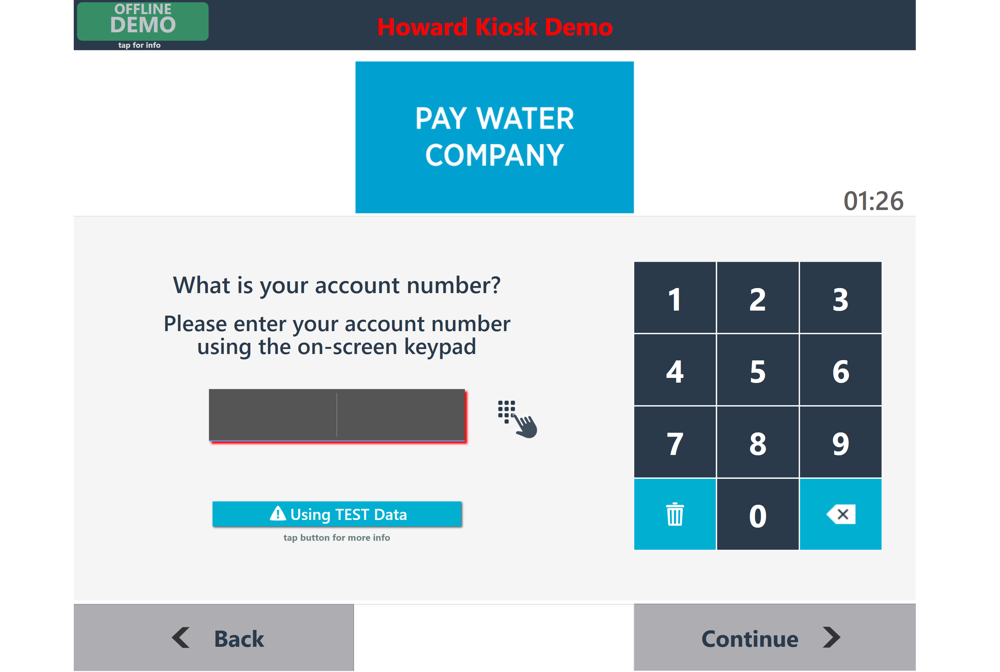 OFFLINE
DEMO
tap for info
Howard Kiosk Demo
PAY WATER
COMPANY
01:26
What is your account number?
Please enter your account number
using the on-screen keypad
Using TEST Data
tap button for more info
1 2 3
4 5 6
7 8 9
0
Back
Continue